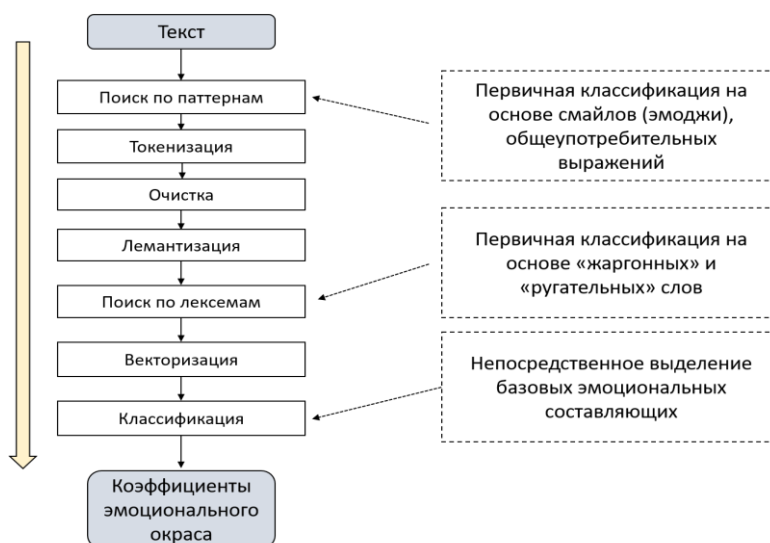 Текст
Поиск по паттернам
Токенизация
Очистка
Лемантизация
Поиск по лексемам
Векторизация
Классификация
Коэффициенты
эмоционального
окраса
Первичная классификация на
основе смайлов (эмоджи),
общеупотребительных
выражений
Первичная классификация на
основе «жаргонных» и
«ругательных» слов
Непосредственное выделение
базовых эмоциональных
составляющих